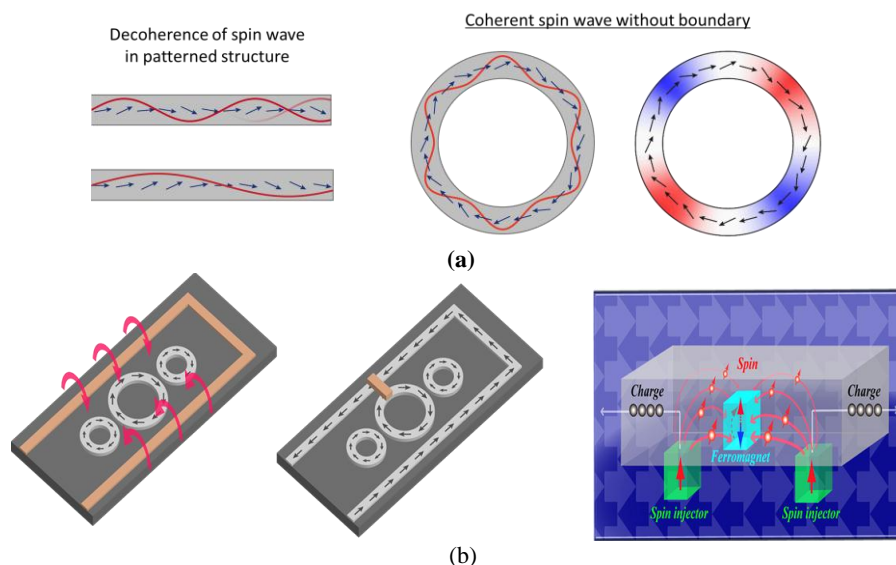 Decoherence of spin wave
in patterned structure
Coherent spin wave without boundary
(a)
Spin
Charge
Charge
Ferromagnet
Spin injector
Spin injector
(b)